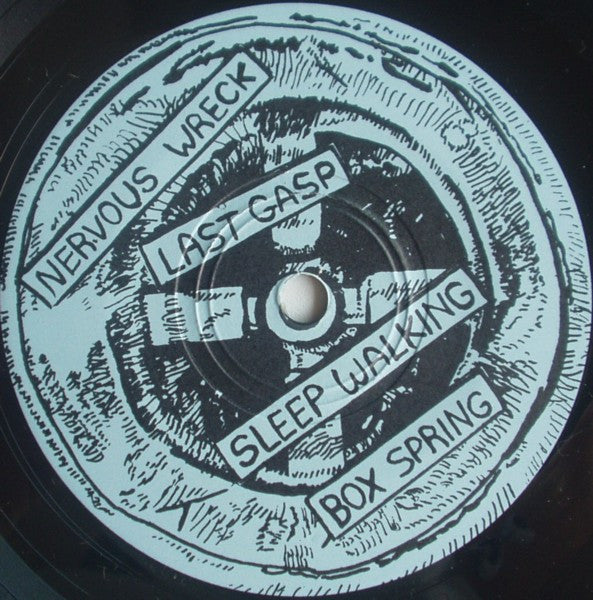 NERVOUS WRECK
LAST GASP
SLEEP WALKING
BOX SPRING